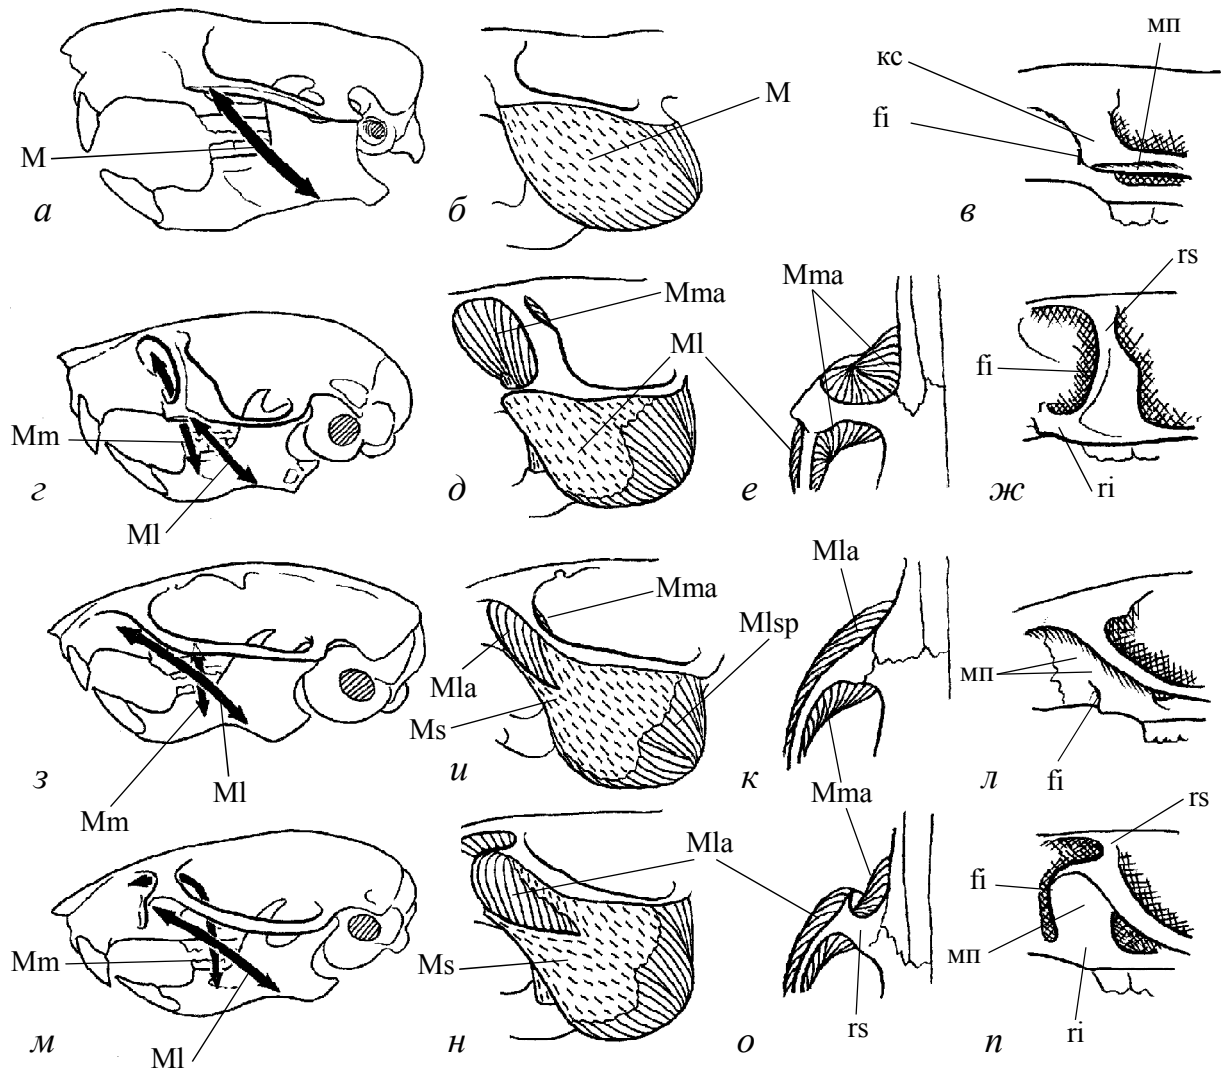 мп
кс
M
fi
M
а
б
в
rs
Mma
Mma
Ml
fi
Mm
г
д
е
ж
ri
Ml
Mla
Mma
Mlsp
Mla
мп
Ms
з
и
к
л
Ml
fi
Mm
Mma
rs
Mla
fi
мп
Mm
Ms
rs
ri
м
н
о
п
Ml